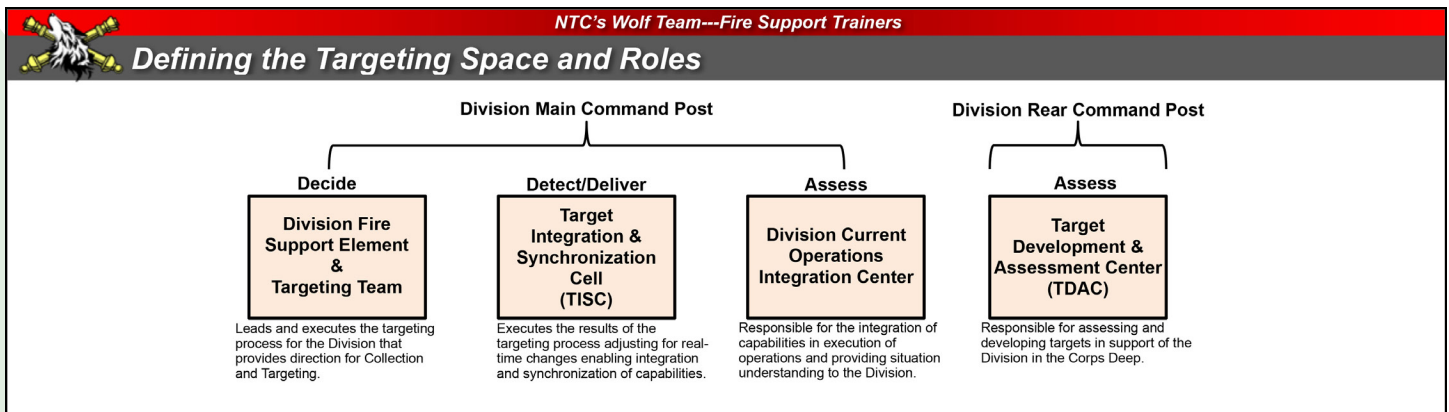 NTC's Wolf Team---Fire Support Trainers
Defining the Targeting Space and Roles
Division Main Command Post
Division Rear Command Post
Decide
Division Fire
Support Element
&
Targeting Team
Leads and executes the targeting
process for the Division that
provides direction for Collection
and Targeting.
Detect/Deliver
Target
Integration &
Synchronization
Cell
(TISC)
Executes the results of the
targeting process adjusting for real-
time changes enabling integration
and synchronization of capabilities.
Assess
Division Current
Operations
Integration Center
Responsible for the integration of
capabilities in execution of
operations and providing situation
understanding to the Division.
Assess
Target
Development &
Assessment Center
(TDAC)
Responsible for assessing and
developing targets in support of the
Division in the Corps Deep.